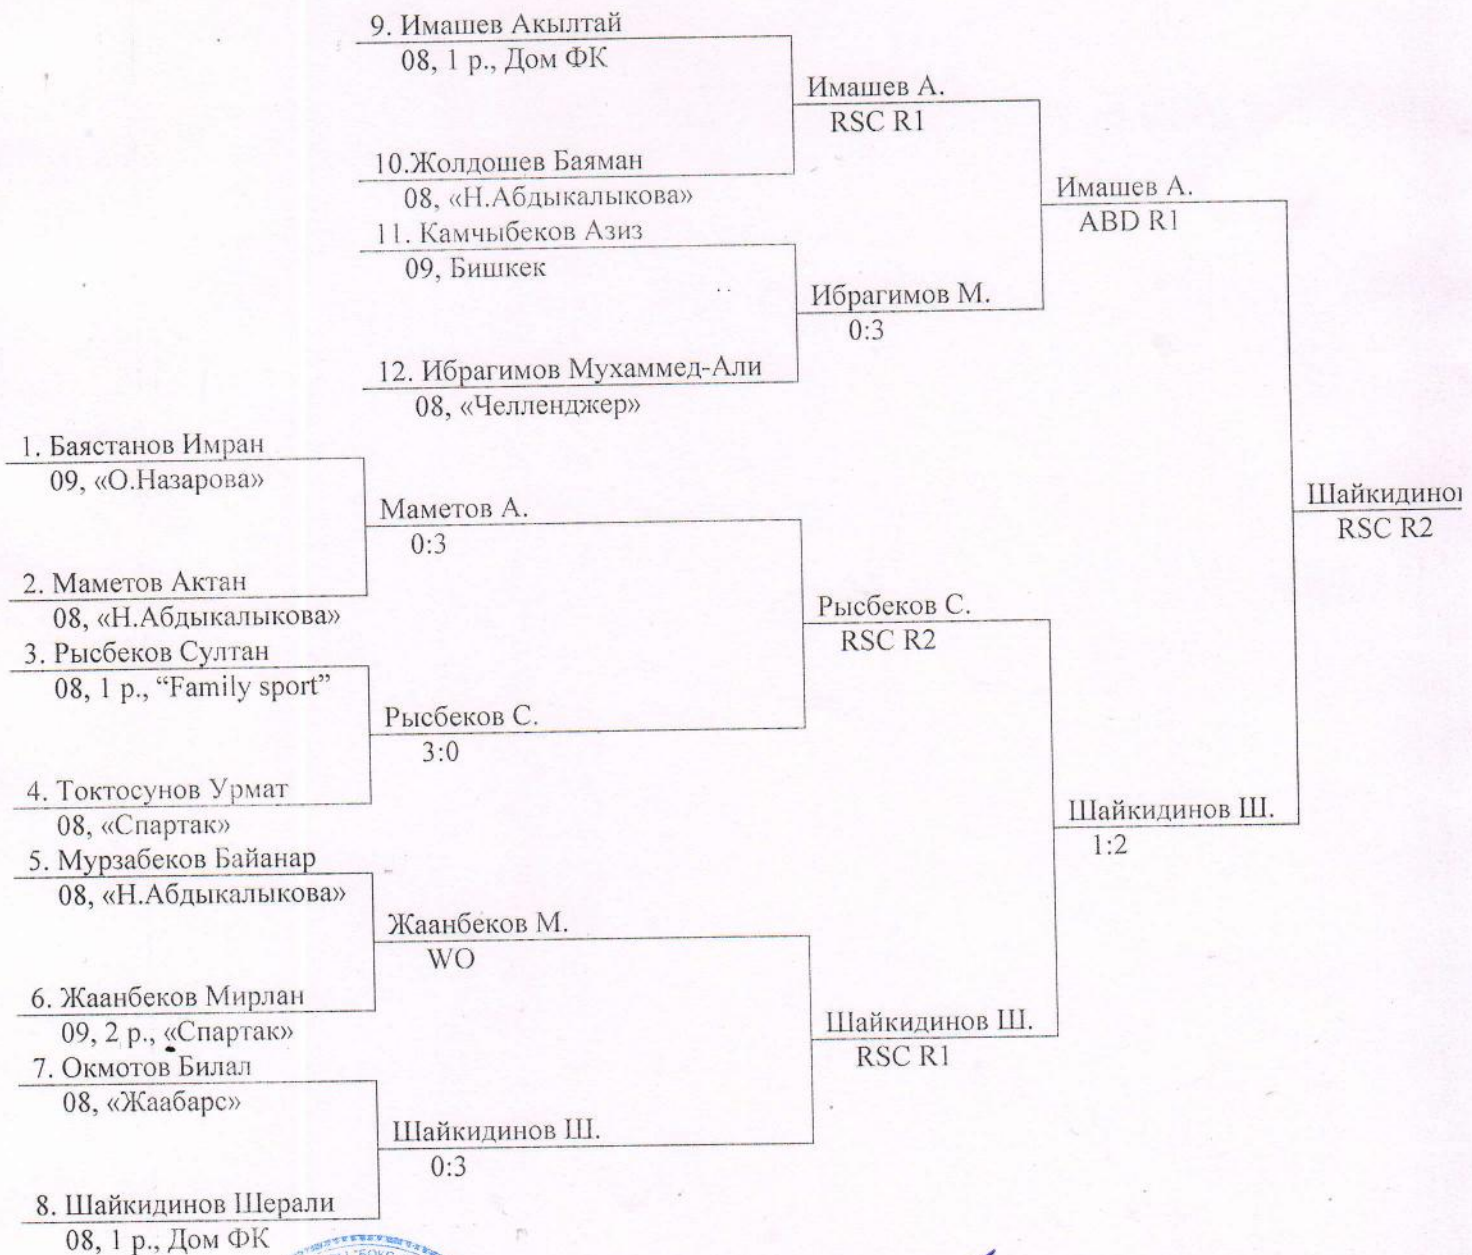 9. Имашев Акылтай
08, 1 р., Дом ФК
Имашев А.
RSC R1
10.Жолдошев Баяман
08, «Н.Абдыкалыкова»
Имашев А.
ABD R1
11. Камчыбеков Азиз
09, Бишкек
Ибрагимов М.
0:3
12. Ибрагимов Мухаммед-Али
08, «Челленджер»
1. Баястанов Имран
09, «О.Назарова»
Маметов А.
0:3
Шайкидинов
RSC R2
2. Маметов Актан
08, «Н.Абдыкалыкова»
Рысбеков С.
RSC R2
3. Рысбеков Султан
08, 1 р., “Family sport”
Рысбеков С.
3:0
4. Токтосунов Урмат
08, «Спартак»
Шайкидинов Ш.
1:2
5. Мурзабеков Байанар
08, «Н.Абдыкалыкова»
Жаанбеков М.
WO
6. Жаанбеков Мирлан
09, 2 р., «Спартак»
Шайкидинов Ш.
RSC R1
7. Окмотов Билал
08, «Жаабарс»
Шайкидинов Ш.
0:3
8. Шайкидинов Шерали
08, 1 р., Дом ФК